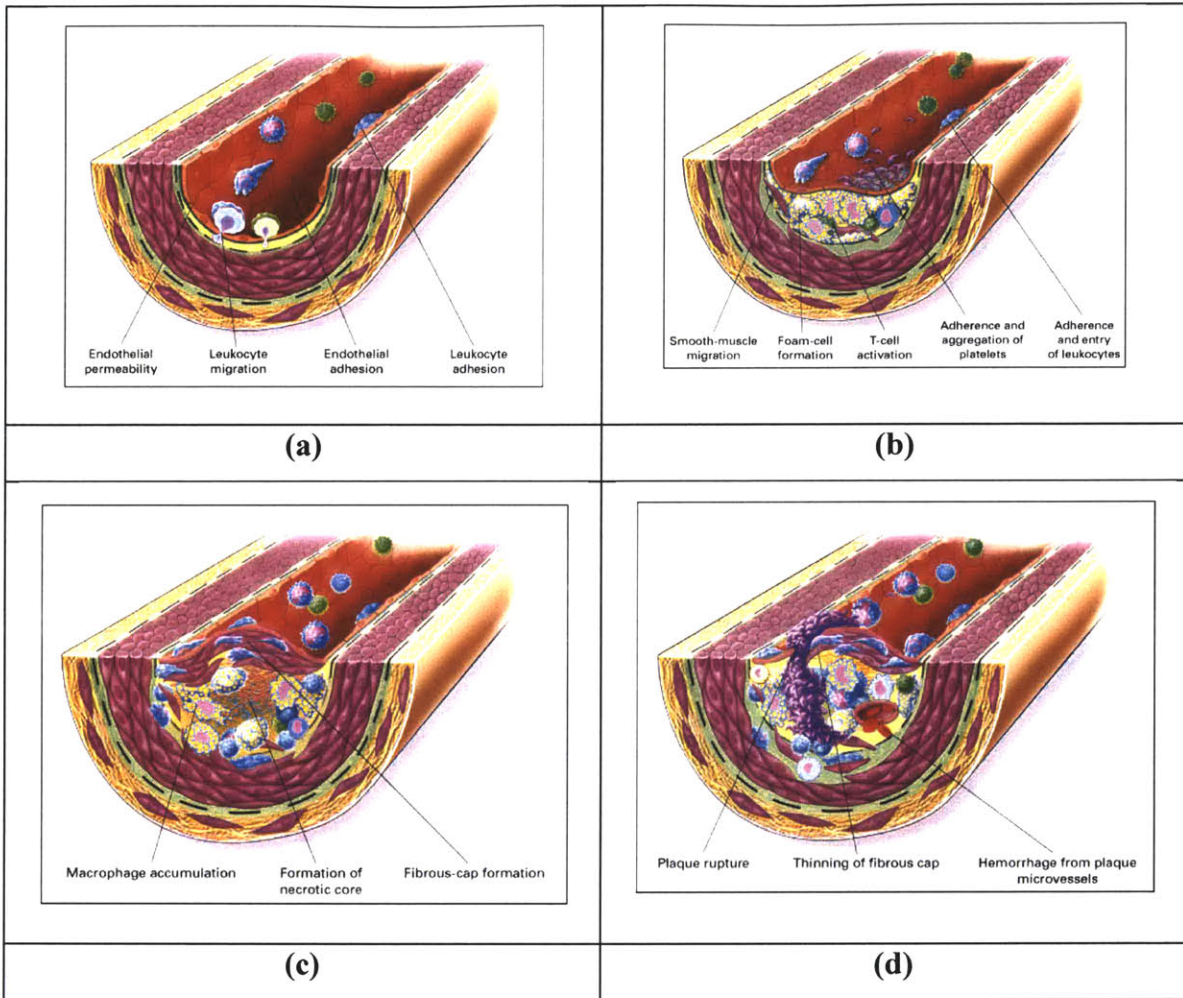 Endothelial
permeability
Leukocyte
migration
Endothelial
adhesion
Leukocyte
adhesion
Smooth-muscle
migration
Foam-cell
formation
T-cell
activation
Adherence and
aggregation of
platelets
Adherence
and entry
of leukocytes
(a)
(b)
Macrophage accumulation
Formation of
necrotic core
Fibrous-cap formation
Plaque rupture
Thinning of fibrous cap
Hemorrhage from plaque
microvessels
(c)
(d)